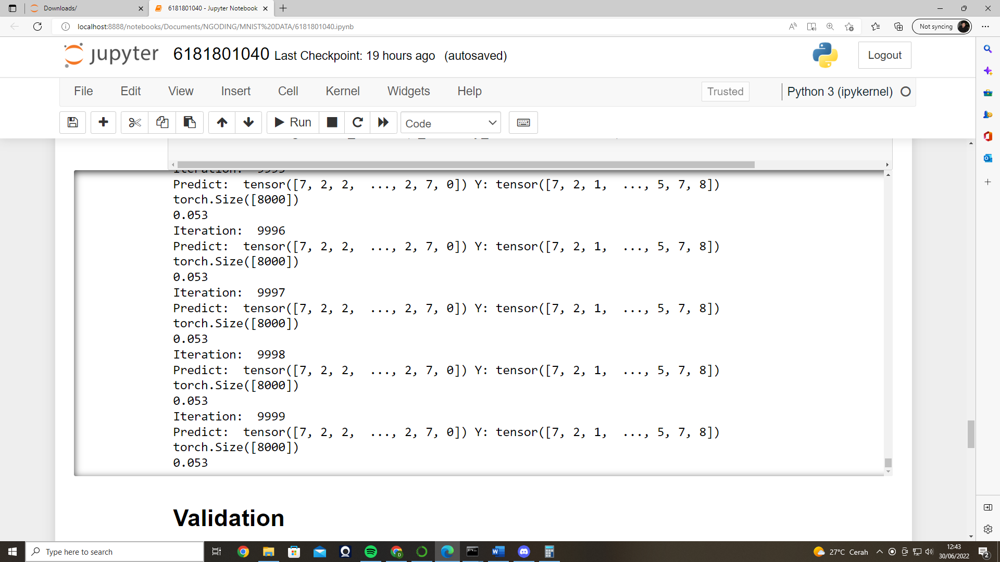 Downloads/
6181801040 - Jupyter Notebook
localhost:8888/notebooks/Documents/NGODING/MNIST%20DATA/6181801040.ipynb
Not syncing
jupyter 6181801040 Last Checkpoint: 19 hours ago (autosaved)
Logout
File Edit View Insert Cell Kernel Widgets Help
Trusted
Python 3 (ipykernel)
Run
Code
Iteration: 9995
Predict: tensor([7, 2, 2, ..., 2, 7, 0]) Y: tensor([7, 2, 1, ..., 5, 7, 8])
torch.Size([8000])
0.053
Iteration: 9996
Predict: tensor([7, 2, 2, ..., 2, 7, 0]) Y: tensor([7, 2, 1, ..., 5, 7, 8])
torch.Size([8000])
0.053
Iteration: 9997
Predict: tensor([7, 2, 2, ..., 2, 7, 0]) Y: tensor([7, 2, 1, ..., 5, 7, 8])
torch.Size([8000])
0.053
Iteration: 9998
Predict: tensor([7, 2, 2, ..., 2, 7, 0]) Y: tensor([7, 2, 1, ..., 5, 7, 8])
torch.Size([8000])
0.053
Iteration: 9999
Predict: tensor([7, 2, 2, ..., 2, 7, 0]) Y: tensor([7, 2, 1, ..., 5, 7, 8])
torch.Size([8000])
0.053
Validation
Type here to search
27°C Cerah
12:43
30/06/2022
2